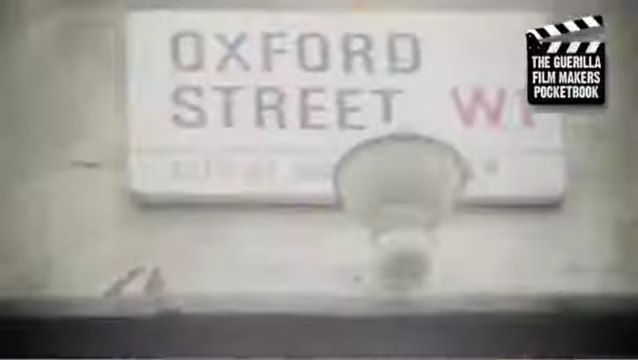 OXFORD
STREET W1
THE GUERILLA
FILM MAKERS
POCKETBOOK